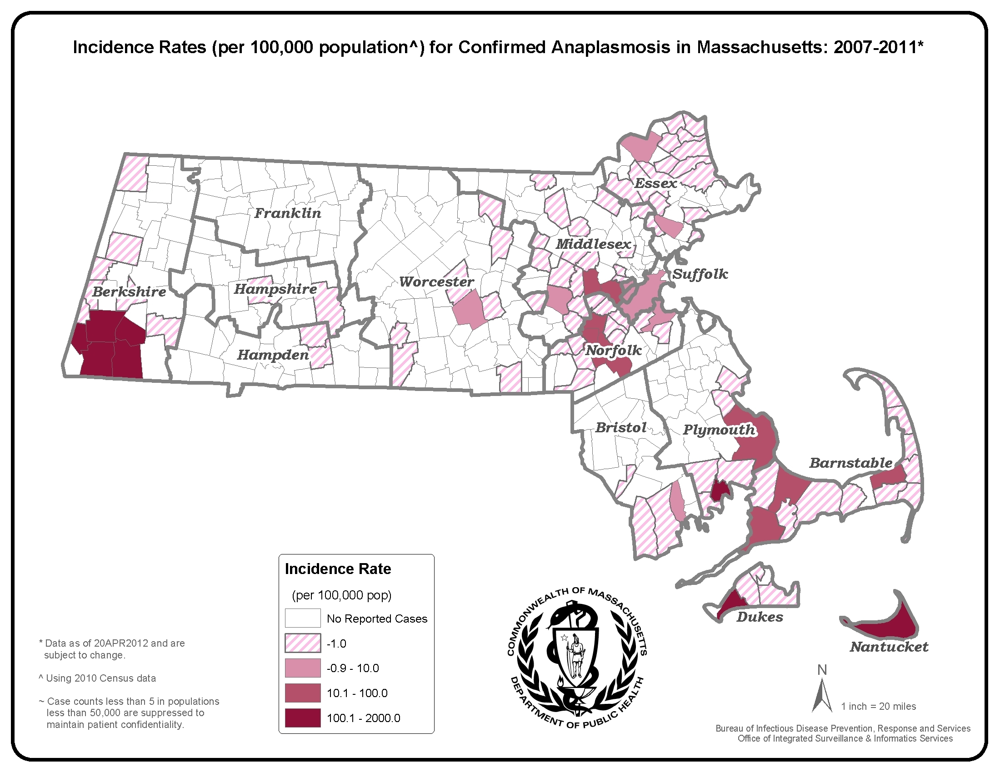 Incidence Rates (per 100,000 population^) for Confirmed Anaplasmosis in Massachusetts: 2007-2011*
Essex
Franklin
Middlesex
Suffolk
Worcester
Hampshire
Berkshire
Norfolk
Hampden
Bristol
Plymouth
Barnstable
Dukes
Nantucket
Incidence Rate
(per 100,000 pop)
No Reported Cases
-1.0
-0.9 - 10.0
10.1 - 100.0
100.1 - 2000.0
* Data as of 20APR2012 and are
subject to change.
^ Using 2010 Census data
~ Case counts less than 5 in populations
less than 50,000 are suppressed to
maintain patient confidentiality.
COMMONWEALTH OF MASSACHUSETTS
DEPARTMENT OF PUBLIC HEALTH
N
1 inch = 20 miles
Bureau of Infectious Disease Prevention, Response and Services
Office of Integrated Surveillance & Informatics Services